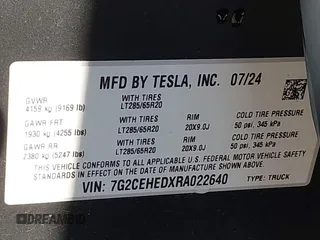 MFD BY TESLA, INC. 07/24
GVWR
4159 kg (9169 lb)
WITH TIRES
LT285/65R20
GAWR FRT
1930 kg (4255 lbs)
WITH TIRES
LT285/65R20
RIM
20X9.0J
COLD TIRE PRESSURE
50 psi, 345 kPa
GAWR RR
2380 kg (5247 lbs)
WITH TIRES
LT285/65R20
RIM
20X9.0J
COLD TIRE PRESSURE
50 psi, 345 kPa
THIS VEHICLE CONFORMS TO ALL APPLICABLE U.S. FEDERAL MOTOR VEHICLE SAFETY
STANDARDS IN EFFECT ON THE DATE OF MANUFACTURE SHOWN ABOVE.
VIN: 7G2CEHEDXRA022640 TYPE: TRUCK
DREAMBID